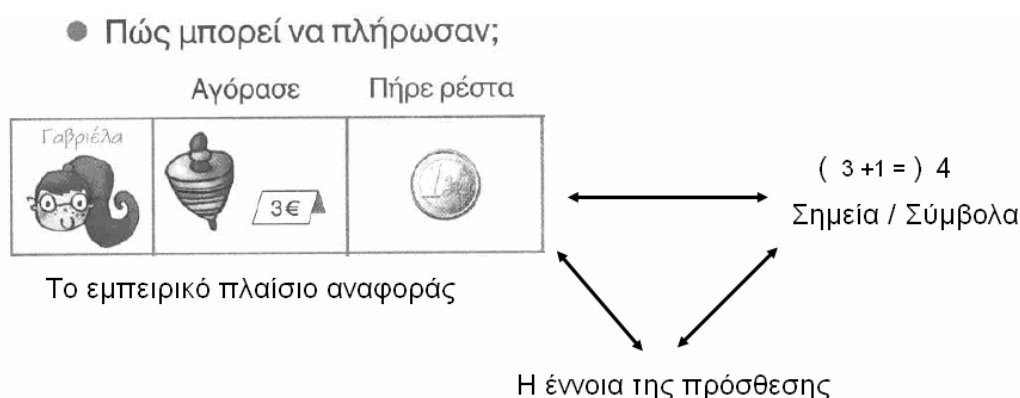 ● Πώς μπορεί να πλήρωσαν;
Αγόρασε Πήρε ρέστα
Γαβριέλα
3€
1
( 3 +1 = ) 4
Σημεία / Σύμβολα
Το εμπειρικό πλαίσιο αναφοράς
Η έννοια της πρόσθεσης